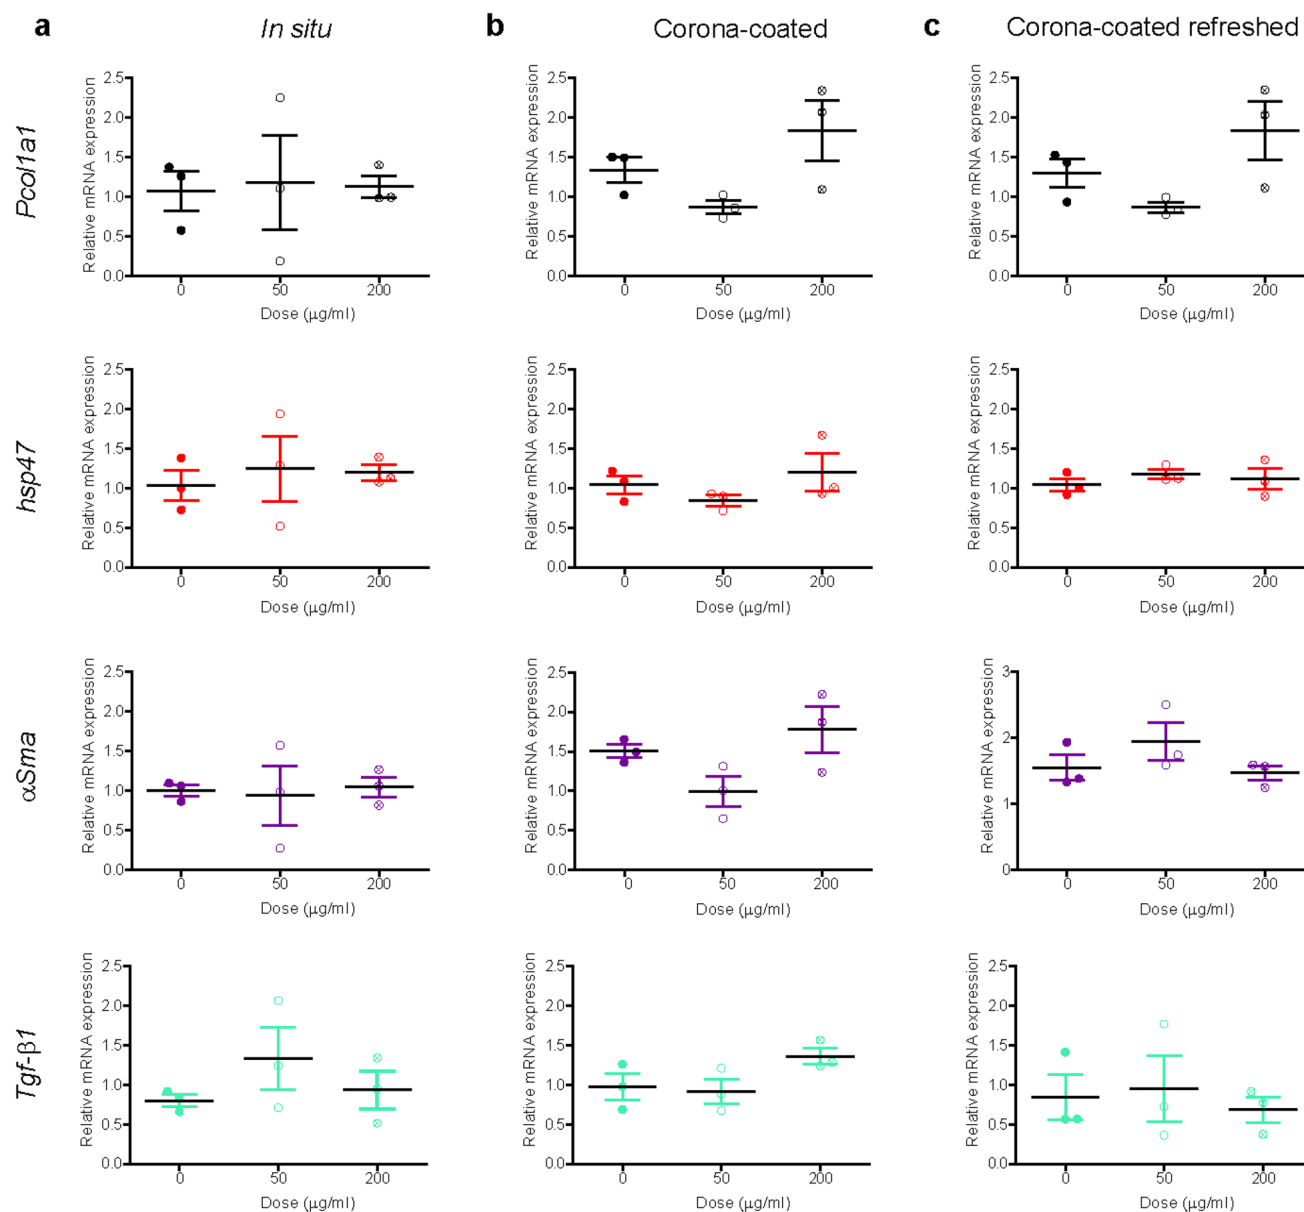 a In situ b Corona-coated c Corona-coated refreshed
Pcol1a1
Relative mRNA expression
2.5
2.0
1.5
1.0
0.5
0.0
0 50 200
Dose (μg/ml)
Relative mRNA expression
2.5
2.0
1.5
1.0
0.5
0.0
0 50 200
Dose (μg/ml)
Relative mRNA expression
2.5
2.0
1.5
1.0
0.5
0.0
0 50 200
Dose (μg/ml)
hsp47
Relative mRNA expression
2.5
2.0
1.5
1.0
0.5
0.0
0 50 200
Dose (μg/ml)
Relative mRNA expression
2.5
2.0
1.5
1.0
0.5
0.0
0 50 200
Dose (μg/ml)
Relative mRNA expression
2.5
2.0
1.5
1.0
0.5
0.0
0 50 200
Dose (μg/ml)
αSma
Relative mRNA expression
2.5
2.0
1.5
1.0
0.5
0.0
0 50 200
Dose (μg/ml)
Relative mRNA expression
2.5
2.0
1.5
1.0
0.5
0.0
0 50 200
Dose (μg/ml)
Relative mRNA expression
3
2
1
0
0 50 200
Dose (μg/ml)
Tgf-β1
Relative mRNA expression
2.5
2.0
1.5
1.0
0.5
0.0
0 50 200
Dose (μg/ml)
Relative mRNA expression
2.5
2.0
1.5
1.0
0.5
0.0
0 50 200
Dose (μg/ml)
Relative mRNA expression
2.5
2.0
1.5
1.0
0.5
0.0
0 50 200
Dose (μg/ml)